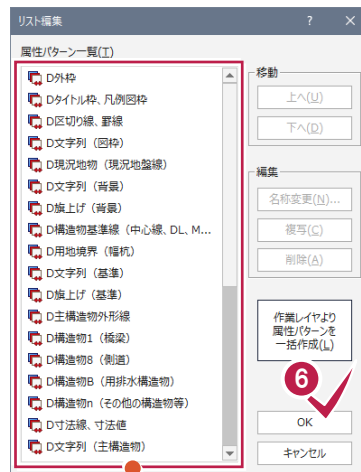 リスト編集
?
×
属性パターン一覧(T)
D外枠
Dタイトル枠、凡例図枠
D区切り線、罫線
D文字列（図枠）
D現況地物（現況地盤線）
D文字列（背景）
D旗上げ（背景）
D構造物基準線（中心線、DL、M...
D用地境界（幅杭）
D文字列（基準）
D旗上げ（基準）
D主構造物外形線
D構造物1（橋梁）
D構造物8（側道）
D構造物B（用排水構造物）
D構造物n（その他の構造物等）
D寸法線、寸法値
D文字列（主構造物）
移動
上へ(U)
下へ(D)
編集
名称変更(N)...
複写(C)
削除(A)
作業レイヤより
属性パターンを
一括作成(L)
6
OK
キャンセル